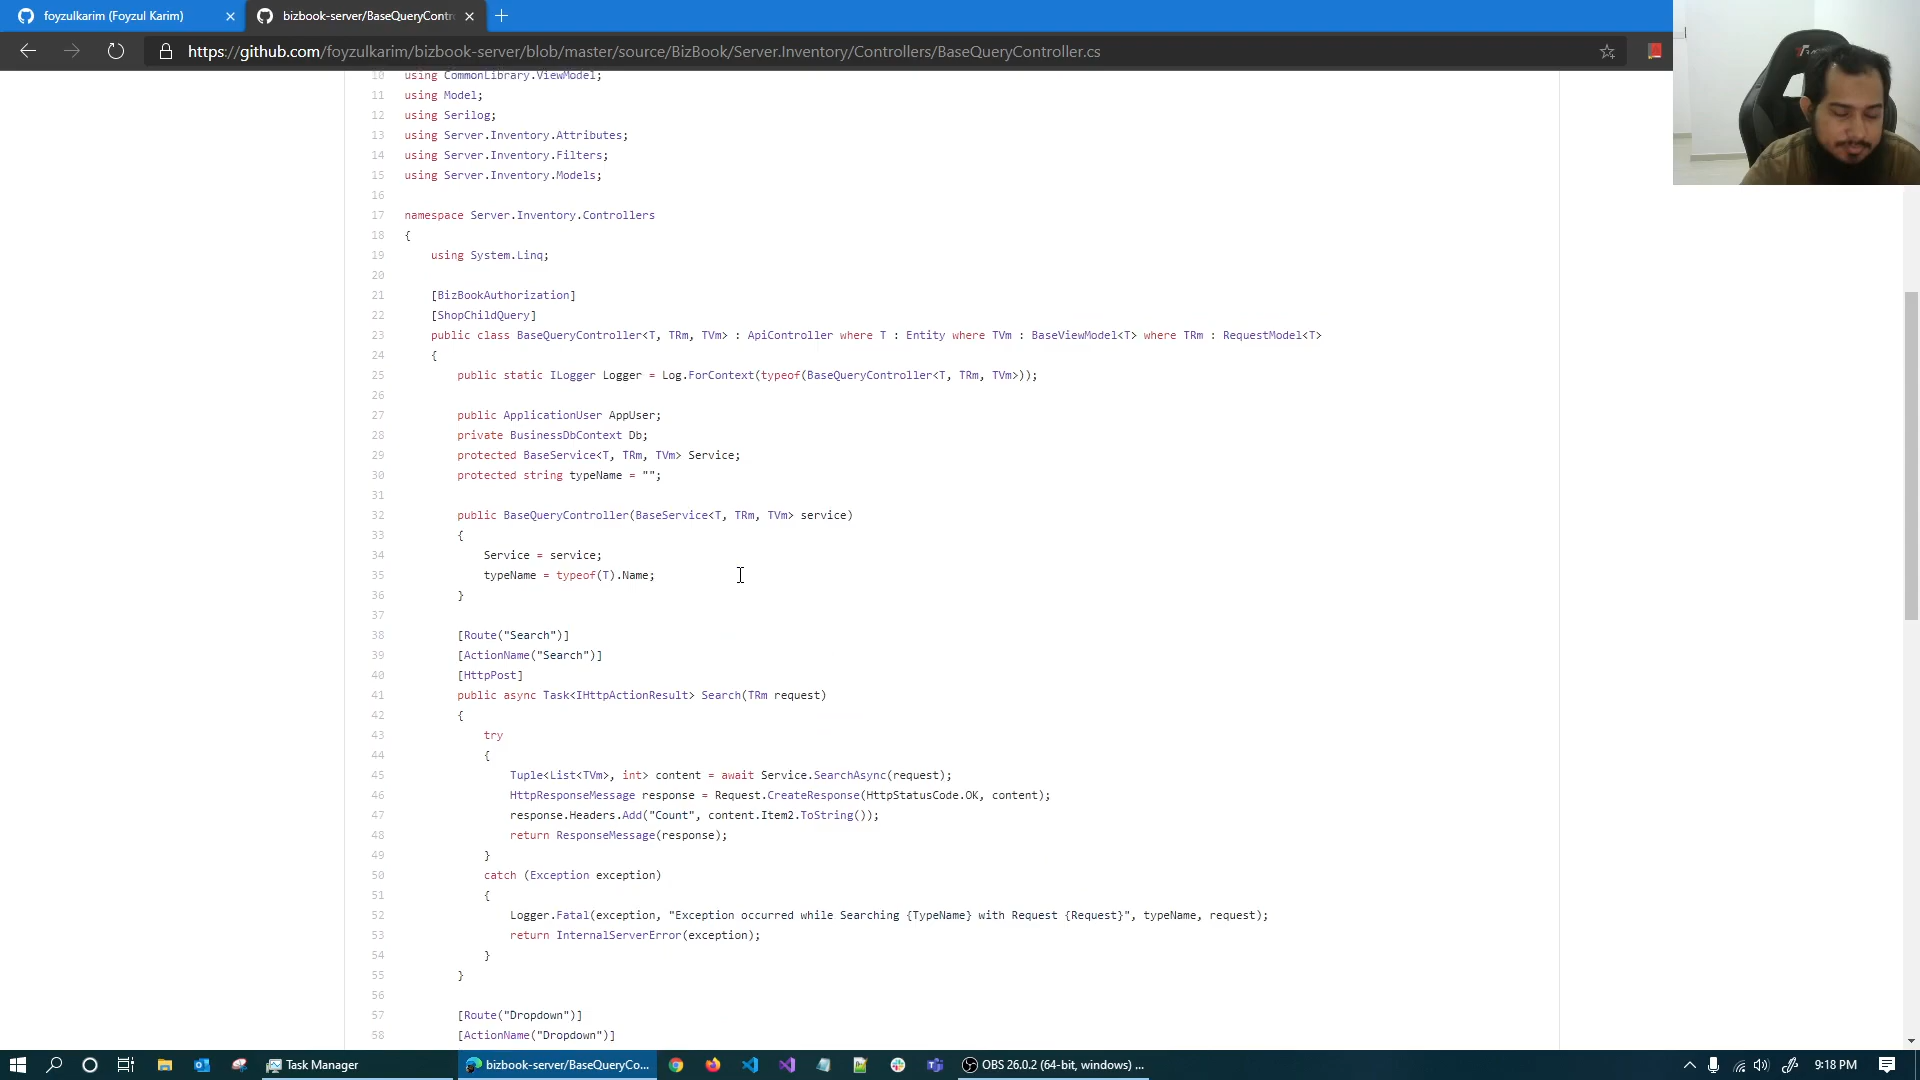 foyzulkarim (Foyzul Karim)
bizbook-server/BaseQueryContr
https://github.com/foyzulkarim/bizbook-server/blob/master/source/BizBook/Server.Inventory/Controllers/BaseQueryController.cs
10 using CommonLibrary.ViewModel;
11 using Model;
12 using Serilog;
13 using Server.Inventory.Attributes;
14 using Server.Inventory.Filters;
15 using Server.Inventory.Models;
16
17 namespace Server.Inventory.Controllers
18 {
19 using System.Linq;
20
21 [BizBookAuthorization]
22 [ShopChildQuery]
23 public class BaseQueryController<T, TRm, TVm> : ApiController where T : Entity where TVm : BaseViewModel<T> where TRm : RequestModel<T>
24 {
25 public static ILogger Logger = Log.ForContext(typeof(BaseQueryController<T, TRm, TVm>));
26
27 public ApplicationUser AppUser;
28 private BusinessDbContext Db;
29 protected BaseService<T, TRm, TVm> Service;
30 protected string typeName = "";
31
32 public BaseQueryController(BaseService<T, TRm, TVm> service)
33 {
34 Service = service;
35 typeName = typeof(T).Name;
36 }
37
38 [Route("Search")]
39 [ActionName("Search")]
40 [HttpPost]
41 public async Task<IHttpActionResult> Search(TRm request)
42 {
43 try
44 {
45 Tuple<List<TVm>, int> content = await Service.SearchAsync(request);
46 HttpResponseMessage response = Request.CreateResponse(HttpStatusCode.OK, content);
47 response.Headers.Add("Count", content.Item2.ToString());
48 return ResponseMessage(response);
49 }
50 catch (Exception exception)
51 {
52 Logger.Fatal(exception, "Exception occurred while Searching {TypeName} with Request {Request}", typeName, request);
53 return InternalServerError(exception);
54 }
55 }
56
57 [Route("Dropdown")]
58 [ActionName("Dropdown")]
Task Manager
bizbook-server/BaseQueryCo...
OBS 26.0.2 (64-bit, windows) ...
9:18 PM